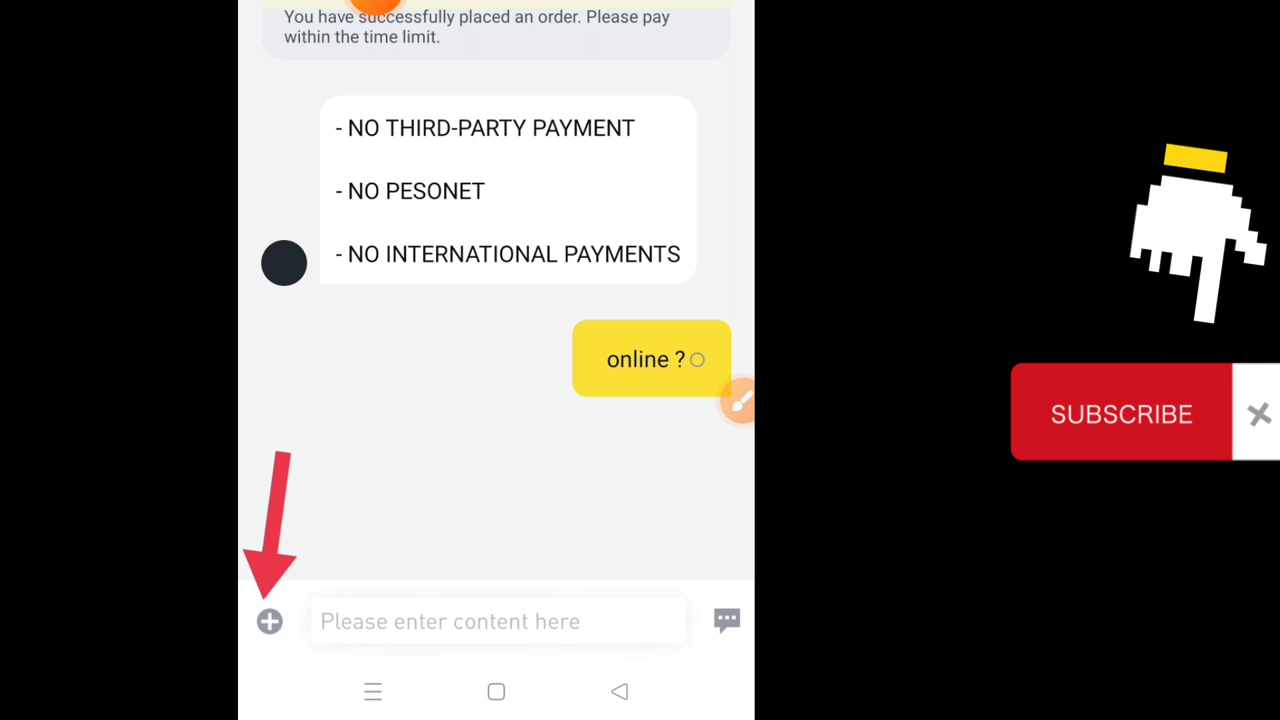 You have successfully placed an order. Please pay
within the time limit.
- NO THIRD-PARTY PAYMENT
- NO PESONET
- NO INTERNATIONAL PAYMENTS
online ?
SUBSCRIBE
Please enter content here